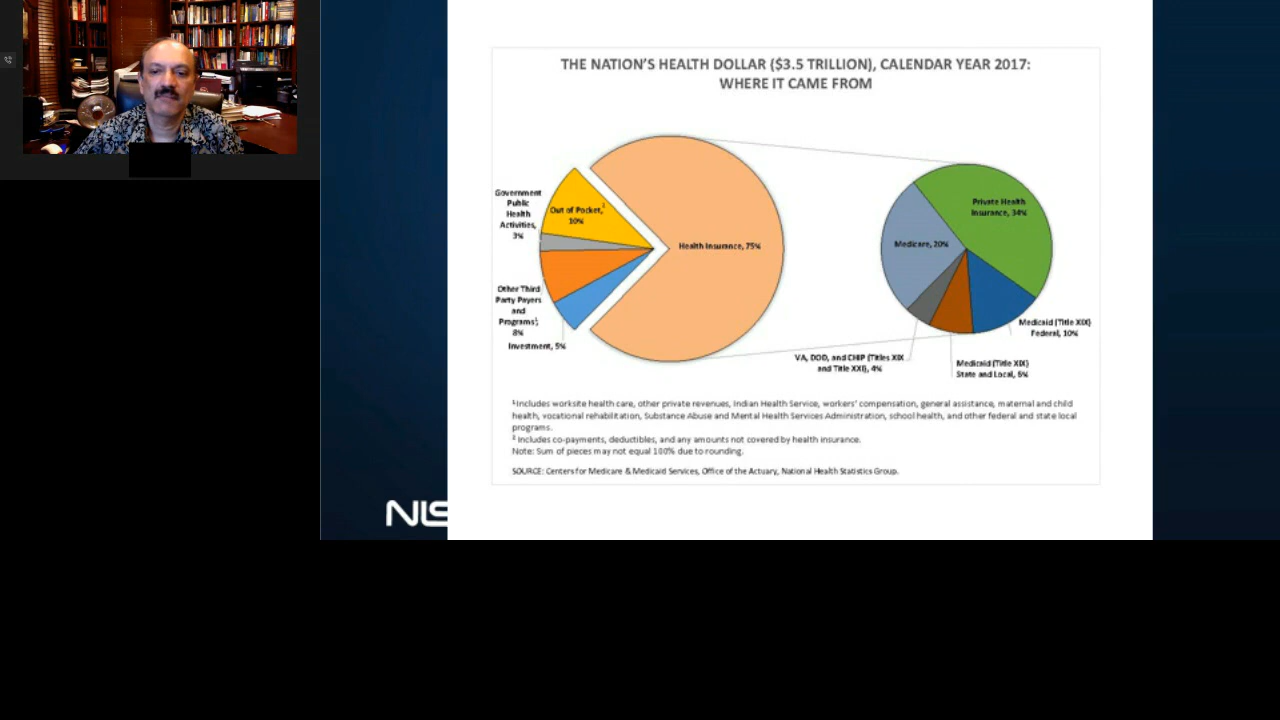 THE NATION'S HEALTH DOLLAR ($3.5 TRILLION), CALENDAR YEAR 2017:
WHERE IT CAME FROM
Government
Public
Health
Activities,
3%
Out of Pocket,²
10%
Health Insurance, 75%
Other Third
Party Payers
and
Programs¹,
8%
Investment, 5%
Private Health
Insurance, 34%
Medicare, 20%
Medicaid (Title XIX)
Federal, 10%
VA, DOD, and CHIP (Titles XIX
and Title XXI), 4%
Medicaid (Title XIX)
State and Local, 6%
¹ Includes worksite health care, other private revenues, Indian Health Service, workers' compensation, general assistance, maternal and child
health, vocational rehabilitation, Substance Abuse and Mental Health Services Administration, school health, and other federal and state local
programs.
² Includes co-payments, deductibles, and any amounts not covered by health insurance.
Note: Sum of pieces may not equal 100% due to rounding.
SOURCE: Centers for Medicare & Medicaid Services, Office of the Actuary, National Health Statistics Group.